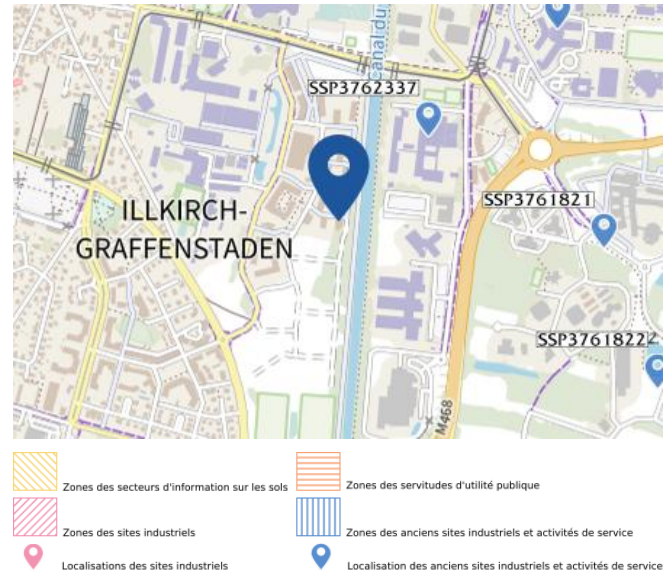 Canal du
SSP3762337
SSP3761821
ILLKIRCH-
GRAFFENSTADEN
SSP3761822
M468
Zones des secteurs d'information sur les sols
Zones des servitudes d'utilité publique
Zones des sites industriels
Zones des anciens sites industriels et activités de service
Localisations des sites industriels
Localisation des anciens sites industriels et activités de service